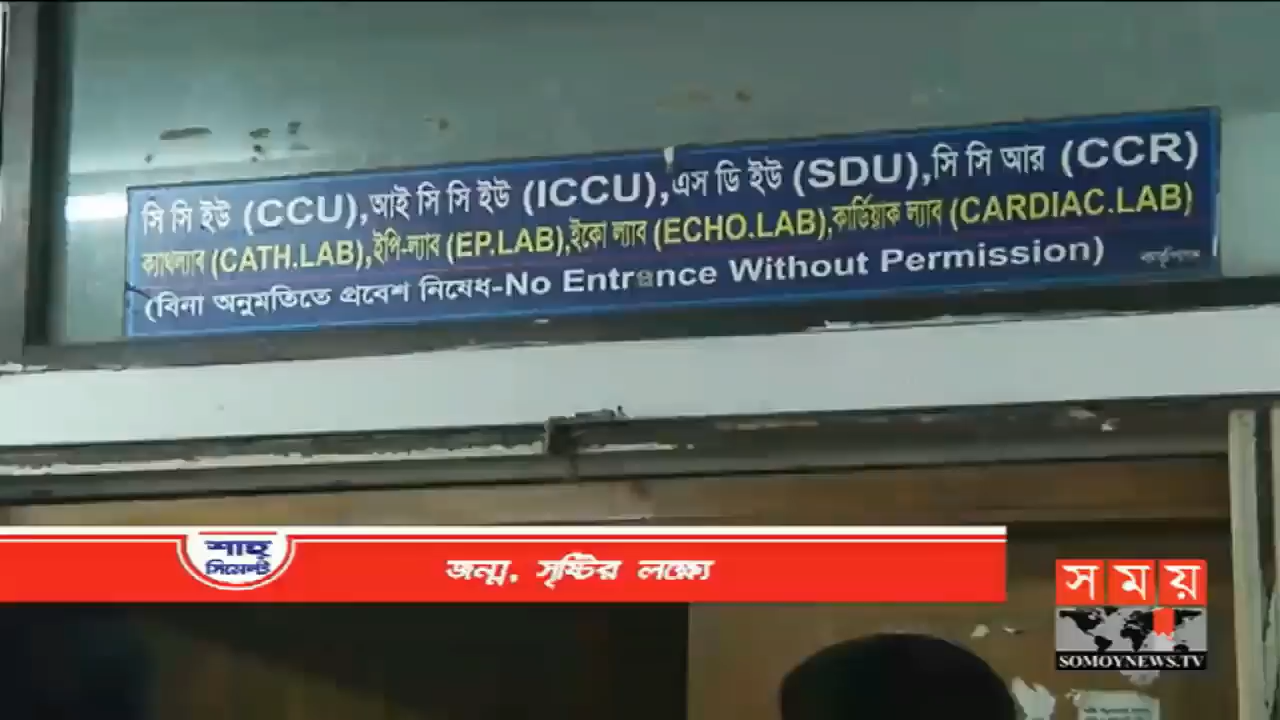 সি সি ইউ (CCU),আই সি সি ইউ (ICCU),এস ডি ইউ (SDU),সি সি আর (CCR)
ক্যাথল্যাব (CATH.LAB),ইপি-ল্যাব (EP.LAB),ইকো ল্যাব (ECHO.LAB),কার্ডিয়াক ল্যাব (CARDIAC.LAB)
(বিনা অনুমতিতে প্রবেশ নিষেধ-No Entrance Without Permission)
শাহ্
সিমেন্ট
জন্ম, সৃষ্টির লক্ষ্যে
সময়
SOMOYNEWS.TV